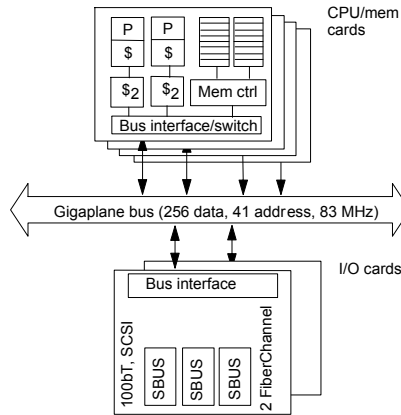 CPU/mem
cards
P P
$ $
$2 $2
Mem ctrl
Bus interface/switch
Gigaplane bus (256 data, 41 address, 83 MHz)
I/O cards
Bus interface
100bT, SCSI
SBUS
SBUS
SBUS
2 FiberChannel